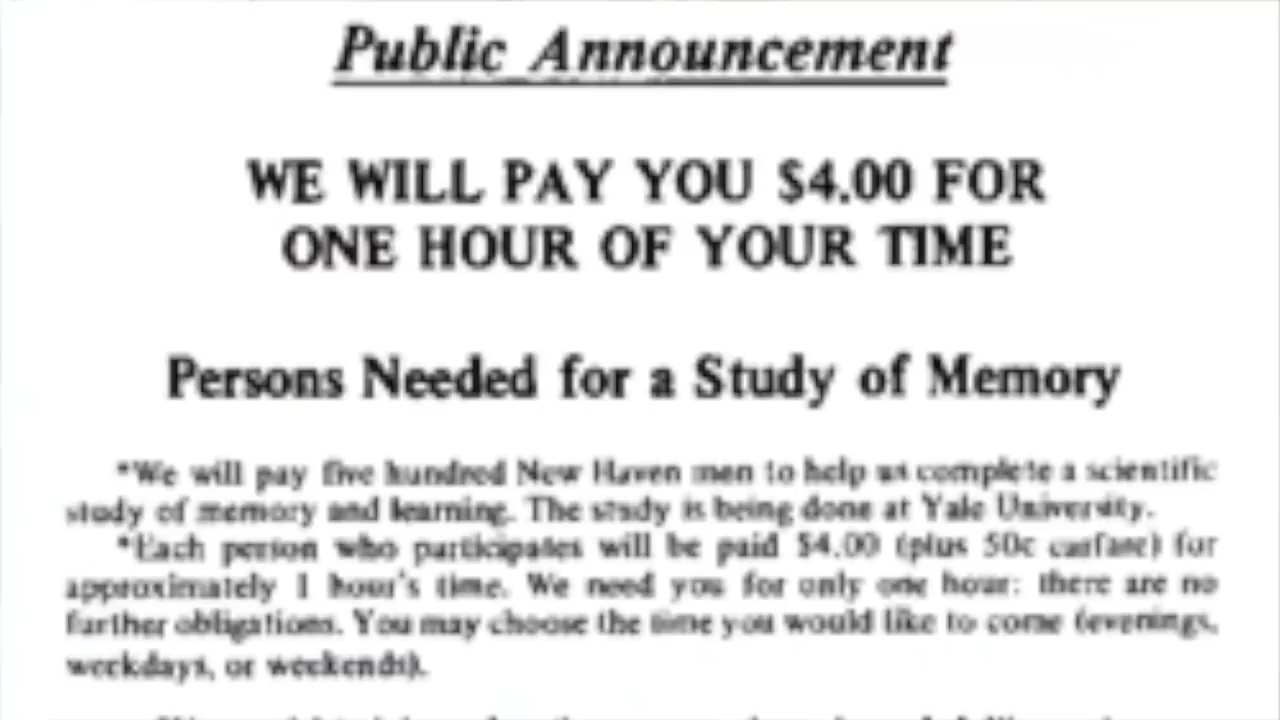 Public Announcement
WE WILL PAY YOU $4.00 FOR
ONE HOUR OF YOUR TIME
Persons Needed for a Study of Memory
*We will pay five hundred New Haven men to help us complete a scientific
study of memory and learning. The study is being done at Yale University.
*Each person who participates will be paid $4.00 (plus 50c carfare) for
approximately 1 hour's time. We need you for only one hour: there are no
further obligations. You may choose the time you would like to come (evenings,
weekdays, or weekends).